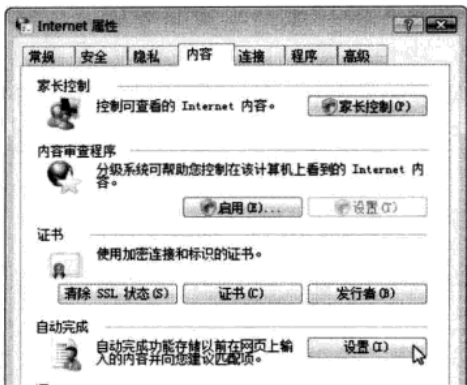 Internet 属性
常规 安全 隐私 内容 连接 程序 高级
家长控制
控制可查看的 Internet 内容。 家长控制(P)
内容审查程序
分级系统可帮助您控制在该计算机上看到的 Internet 内
容。
启用(E)... 设置(T)
证书
使用加密连接和标识的证书。
清除 SSL 状态(S) 证书(C) 发行者(B)
自动完成
自动完成功能存储以前在网页上输
入的内容并向您建议匹配项。
设置(I)